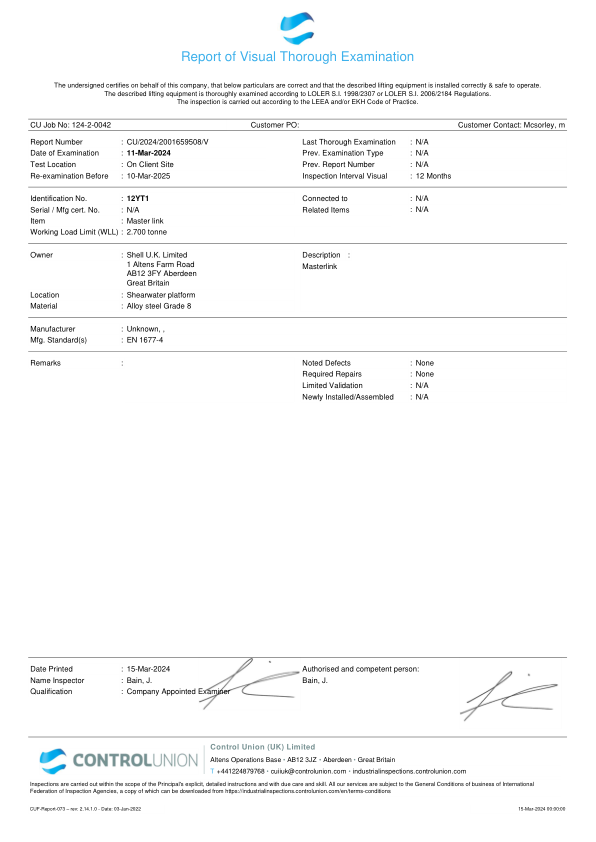 Report of Visual Thorough Examination
The undersigned certifies on behalf of this company, that below particulars are correct and that the described lifting equipment is installed correctly & safe to operate.
The described lifting equipment is thoroughly examined according to LOLER S.I. 1998/2307 or LOLER S.I. 2006/2184 Regulations.
The inspection is carried out according to the LEEA and/or EKH Code of Practice.
CU Job No: 124-2-0042 Customer PO: Customer Contact: Mcsorley, m
Report Number : CU/2024/2001659508/V Last Thorough Examination : N/A
Date of Examination : 11-Mar-2024 Prev. Examination Type : N/A
Test Location : On Client Site Prev. Report Number : N/A
Re-examination Before : 10-Mar-2025 Inspection Interval Visual : 12 Months
Identification No. : 12YT1 Connected to : N/A
Serial / Mfg cert. No. : N/A Related Items : N/A
Item : Master link
Working Load Limit (WLL) : 2.700 tonne
Owner : Shell U.K. Limited Description :
1 Altens Farm Road Masterlink
AB12 3FY Aberdeen
Great Britain
Location : Shearwater platform
Material : Alloy steel Grade 8
Manufacturer : Unknown, ,
Mfg. Standard(s) : EN 1677-4
Remarks : Noted Defects : None
Required Repairs : None
Limited Validation : N/A
Newly Installed/Assembled : N/A
Date Printed : 15-Mar-2024 Authorised and competent person:
Name Inspector : Bain, J. Bain, J.
Qualification : Company Appointed Examiner
CONTROLUNION
Control Union (UK) Limited
Altens Operations Base - AB12 3JZ - Aberdeen - Great Britain
T +441224879768 - cuiiuk@controlunion.com - industrialinspections.controlunion.com
Inspections are carried out within the scope of the Principal's explicit, detailed instructions and with due care and skill. All our services are subject to the General Conditions of business of International
Federation of Inspection Agencies, a copy of which can be downloaded from https://industrialinspections.controlunion.com/en/terms-conditions
CUF-Report-073 – rev: 2.14.1.0 - Date: 03-Jan-2022 15-Mar-2024 00:00:00